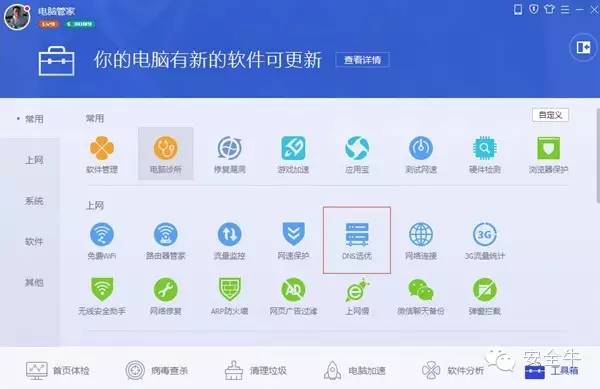 电脑管家
Lv9
你的电脑有新的软件可更新
查看详情
常用
上网
系统
软件
其他
常用
自定义
软件管理 电脑诊所 修复漏洞 游戏加速 应用宝 测试网速 硬件检测 浏览器保护
上网
免费WiFi 路由器管家 流量监控 网速保护 DNS选优 网络连接 3G流量统计
3G
无线安全助手 网络修复 ARP防火墙 网页广告过滤 上网慢 微信聊天备份 弹窗拦截
AD
首页体检 病毒查杀 清理垃圾 电脑加速 软件分析 工具箱
安全牛